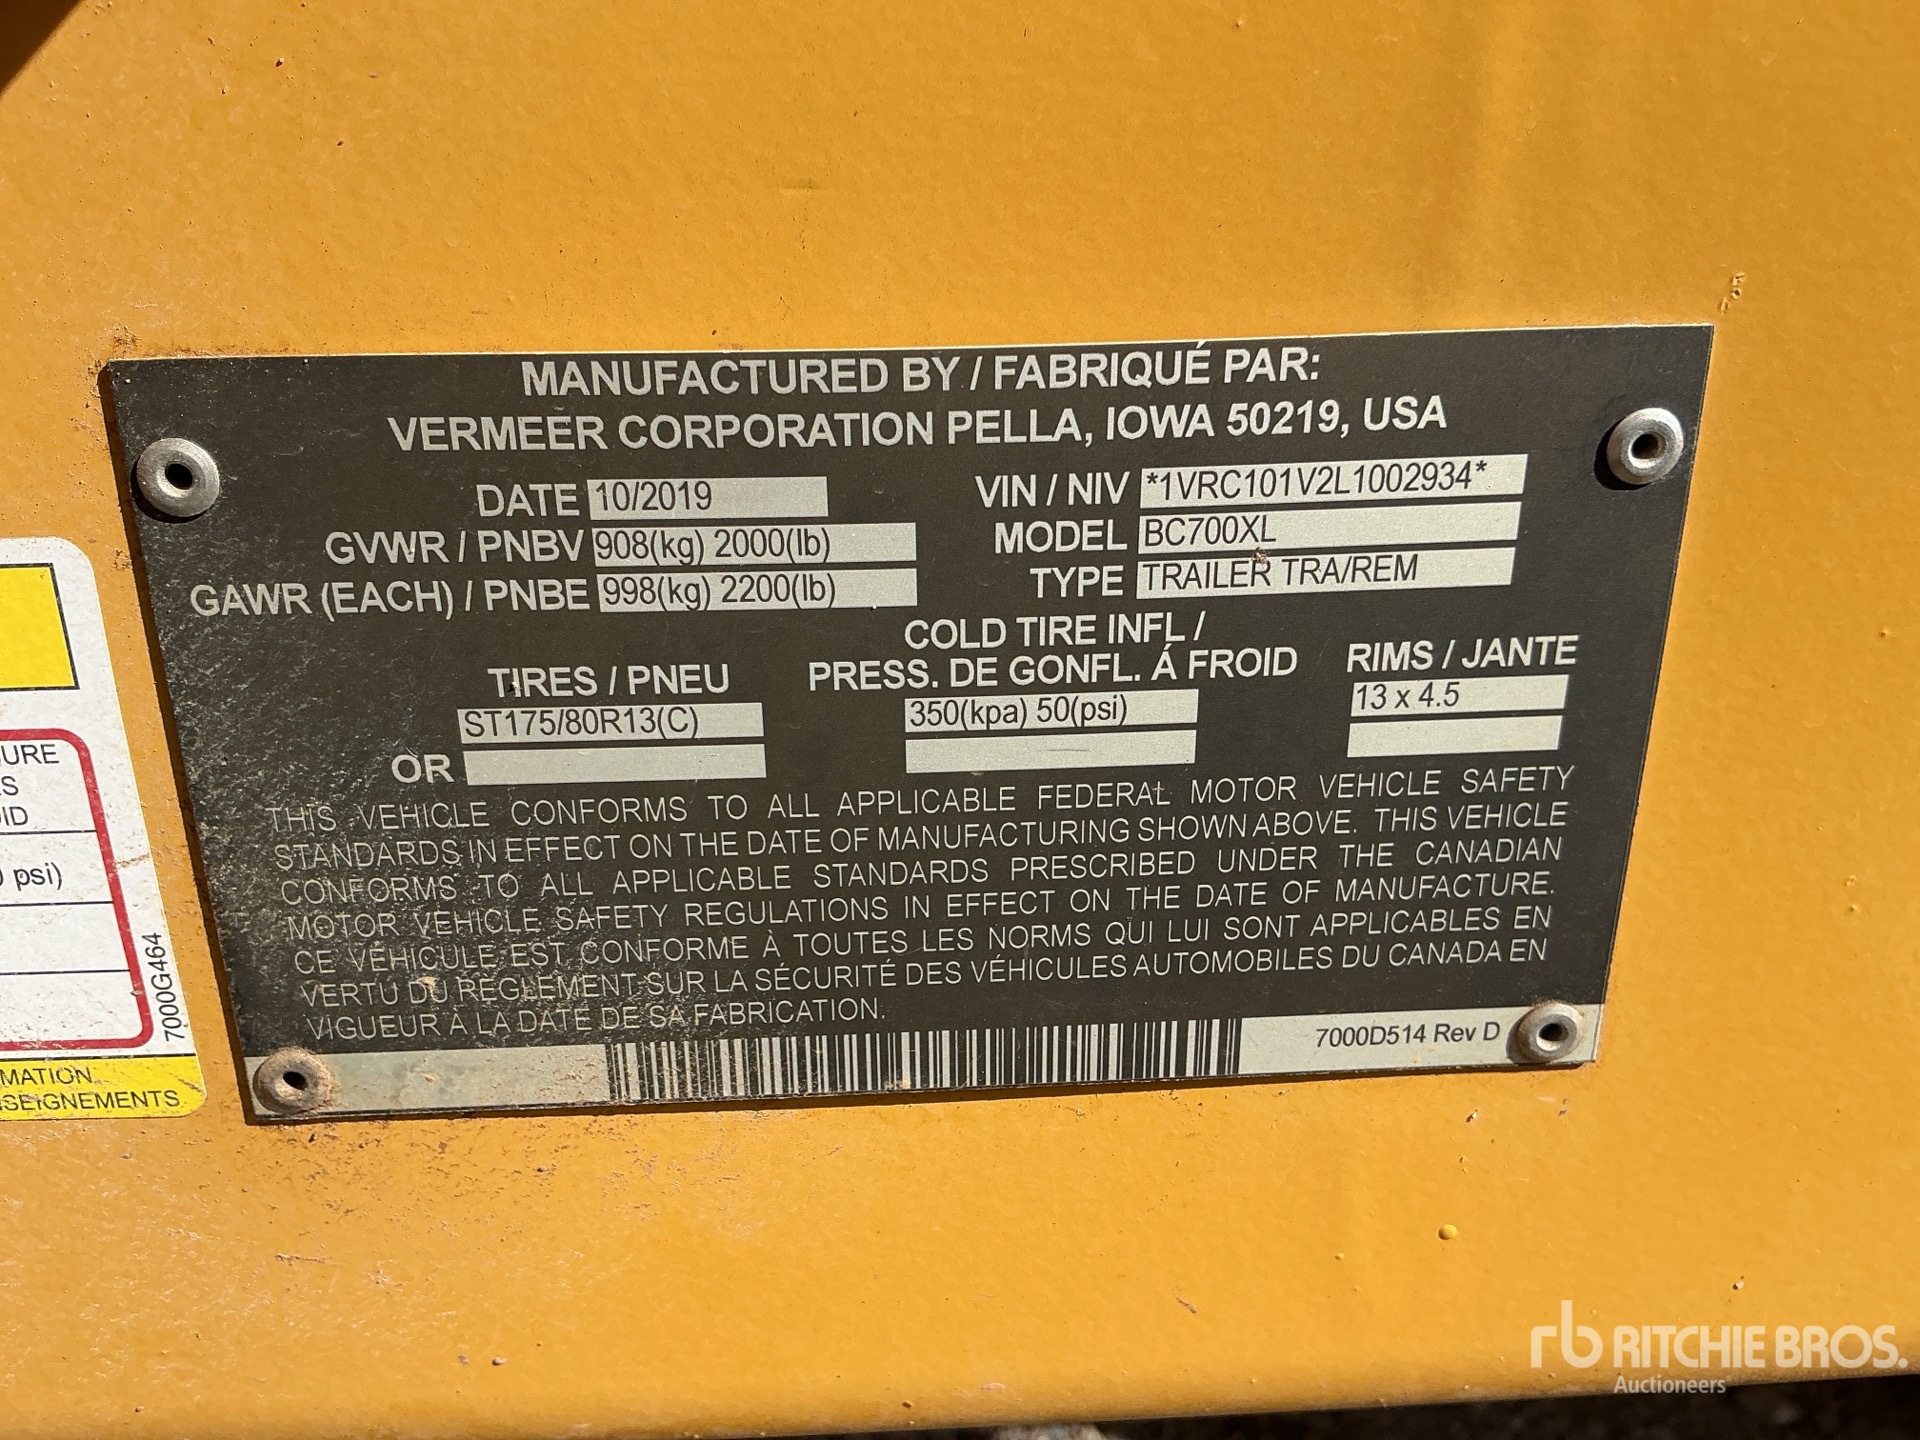 MANUFACTURED BY / FABRIQUÉ PAR:
VERMEER CORPORATION PELLA, IOWA 50219, USA
DATE 10/2019
VIN / NIV *1VRC101V2L1002934*
GVWR / PNBV 908(kg) 2000(lb)
MODEL BC700XL
GAWR (EACH) / PNBE 998(kg) 2200(lb)
TYPE TRAILER TRA/REM
TIRES / PNEU
ST175/80R13(C)
OR
COLD TIRE INFL /
PRESS. DE GONFL. Á FROID
350(kpa) 50(psi)
RIMS / JANTE
13 x 4.5
THIS VEHICLE CONFORMS TO ALL APPLICABLE FEDERAL MOTOR VEHICLE SAFETY
STANDARDS IN EFFECT ON THE DATE OF MANUFACTURING SHOWN ABOVE. THIS VEHICLE
CONFORMS TO ALL APPLICABLE STANDARDS PRESCRIBED UNDER THE CANADIAN
MOTOR VEHICLE SAFETY REGULATIONS IN EFFECT ON THE DATE OF MANUFACTURE.
CE VÉHICULE EST CONFORME À TOUTES LES NORMS QUI LUI SONT APPLICABLES EN
VERTU DU RÈGLEMENT SUR LA SÉCURITÉ DES VÉHICULES AUTOMOBILES DU CANADA EN
VIGUEUR À LA DATE DE SA FABRICATION.
7000D514 Rev D
psi)
7000G464
rb RITCHIE BROS.
Auctioneers